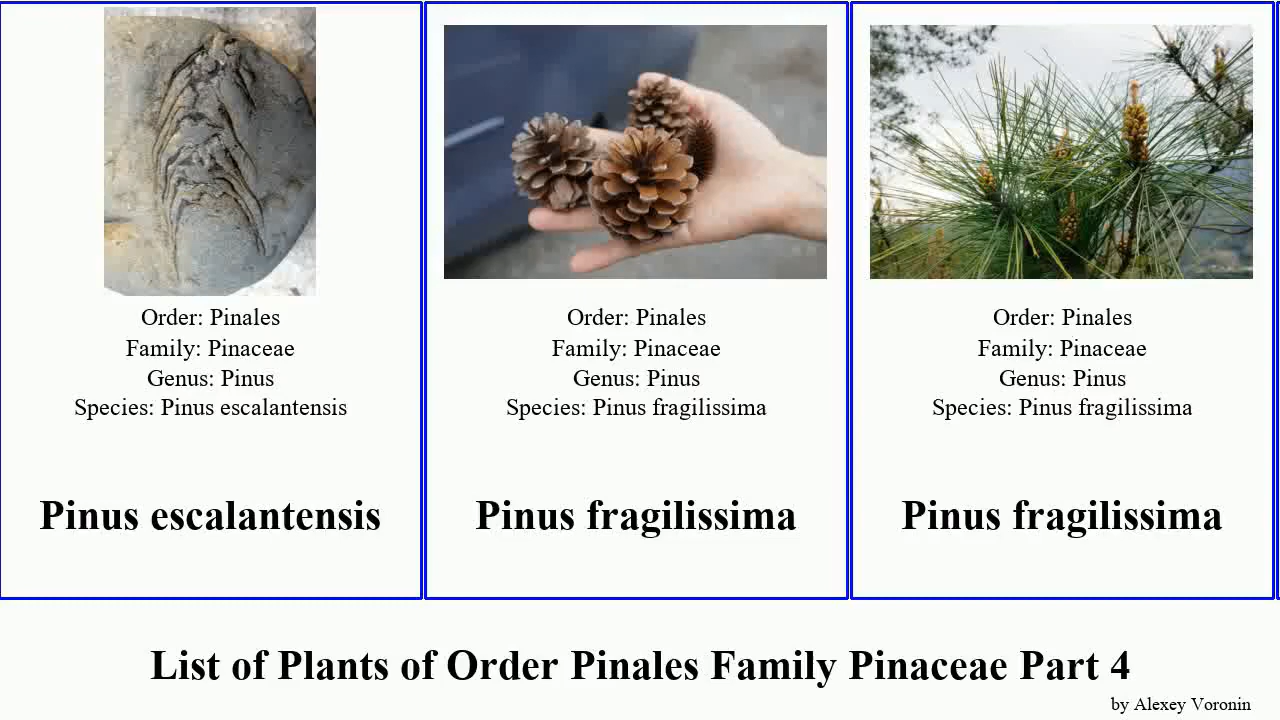 Order: Pinales
Family: Pinaceae
Genus: Pinus
Species: Pinus escalantensis
Pinus escalantensis
Order: Pinales
Family: Pinaceae
Genus: Pinus
Species: Pinus fragilissima
Pinus fragilissima
Order: Pinales
Family: Pinaceae
Genus: Pinus
Species: Pinus fragilissima
Pinus fragilissima
List of Plants of Order Pinales Family Pinaceae Part 4
by Alexey Voronin